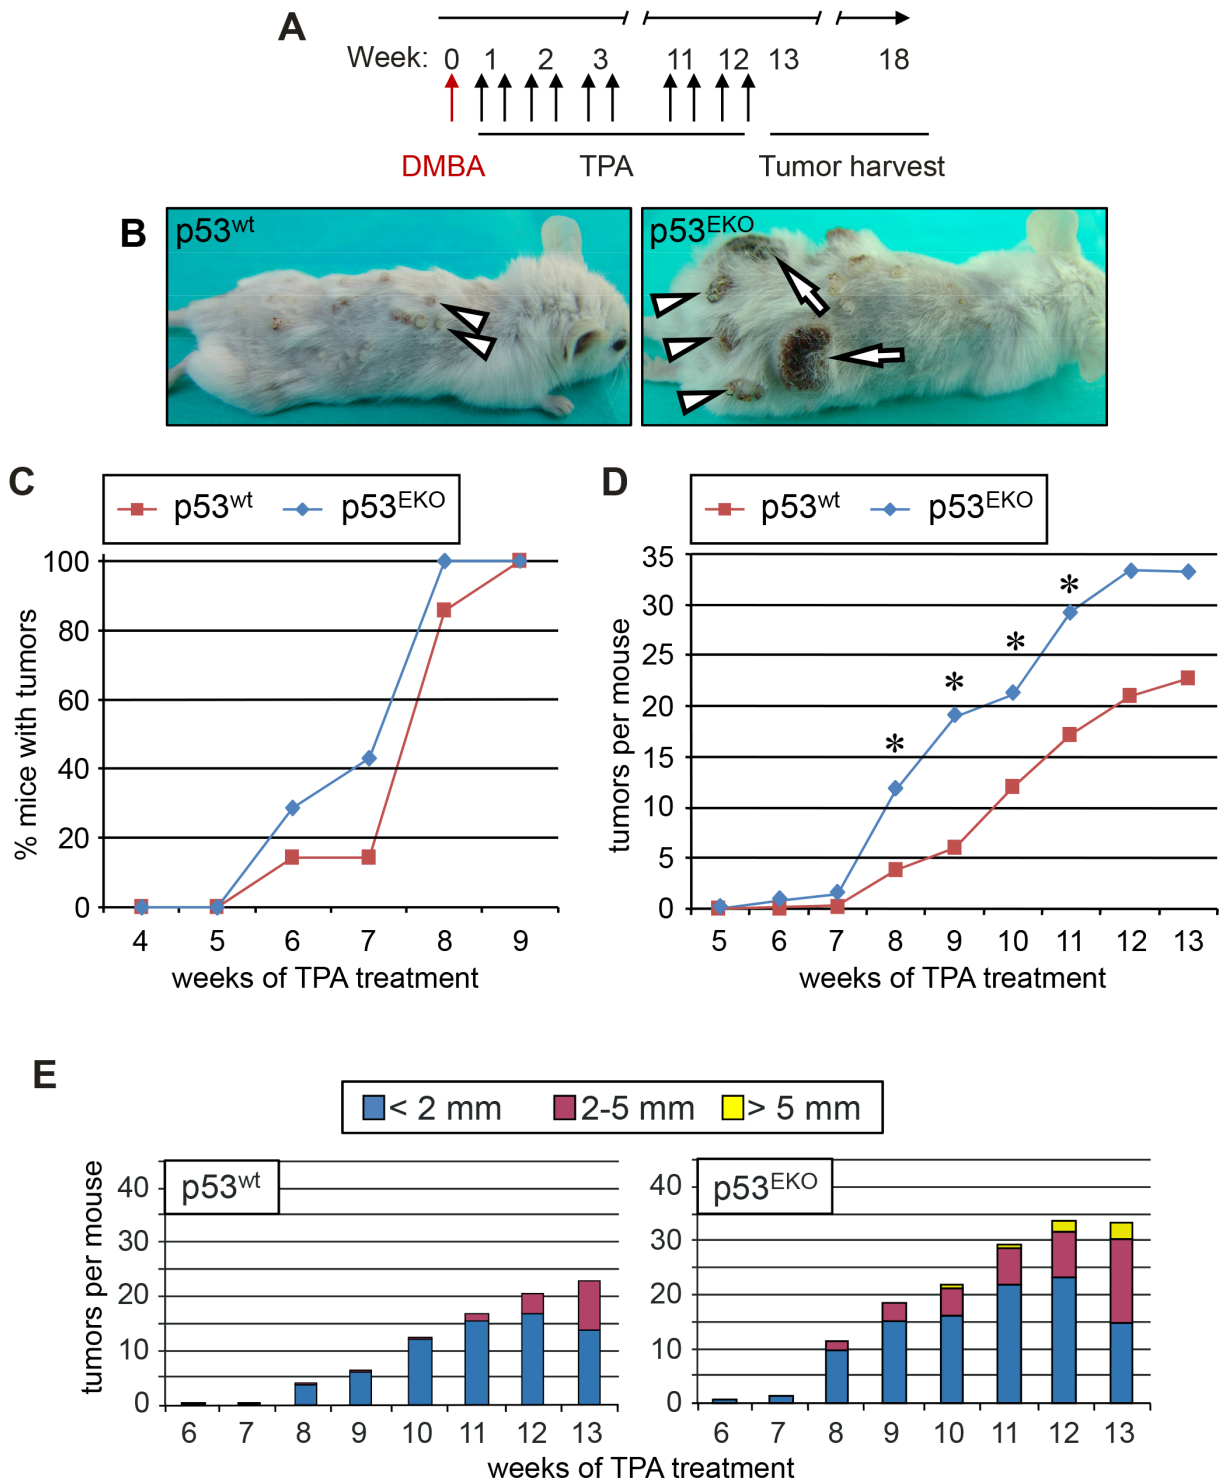 A
Week: 0 1 2 3 11 12 13 18
DMBA TPA Tumor harvest
B
p53wt
p53EKO
C
p53wt p53EKO
% mice with tumors
100
80
60
40
20
0
4 5 6 7 8 9
weeks of TPA treatment
D
p53wt p53EKO
tumors per mouse
35
30
25
20
15
10
5
0
* * * *
5 6 7 8 9 10 11 12 13
weeks of TPA treatment
E
< 2 mm 2-5 mm > 5 mm
tumors per mouse
p53wt
40
30
20
10
0
6 7 8 9 10 11 12 13
p53EKO
40
30
20
10
0
6 7 8 9 10 11 12 13
weeks of TPA treatment